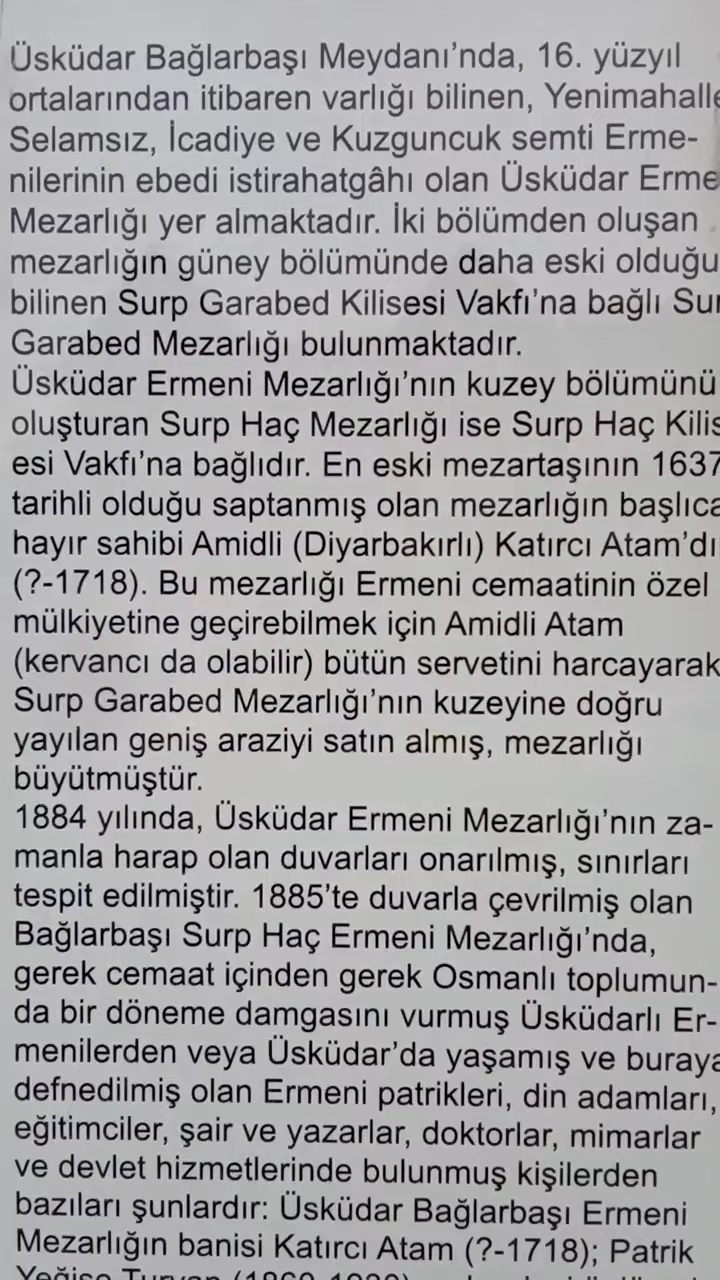 Üsküdar Bağlarbaşı Meydanı'nda, 16. yüzyıl
ortalarından itibaren varlığı bilinen, Yenimahalle
Selamsız, İcadiye ve Kuzguncuk semti Erme-
nilerinin ebedi istirahatgâhı olan Üsküdar Erme
Mezarlığı yer almaktadır. İki bölümden oluşan
mezarlığın güney bölümünde daha eski olduğu
bilinen Surp Garabed Kilisesi Vakfı'na bağlı Sur
Garabed Mezarlığı bulunmaktadır.
Üsküdar Ermeni Mezarlığı'nın kuzey bölümünü
oluşturan Surp Haç Mezarlığı ise Surp Haç Kilis
esi Vakfı'na bağlıdır. En eski mezartaşının 1637
tarihli olduğu saptanmış olan mezarlığın başlıca
hayır sahibi Amidli (Diyarbakırlı) Katırcı Atam'dı
(?-1718). Bu mezarlığı Ermeni cemaatinin özel
mülkiyetine geçirebilmek için Amidli Atam
(kervancı da olabilir) bütün servetini harcayarak
Surp Garabed Mezarlığı'nın kuzeyine doğru
yayılan geniş araziyi satın almış, mezarlığı
büyütmüştür.
1884 yılında, Üsküdar Ermeni Mezarlığı'nın za-
manla harap olan duvarları onarılmış, sınırları
tespit edilmiştir. 1885'te duvarla çevrilmiş olan
Bağlarbaşı Surp Haç Ermeni Mezarlığı'nda,
gerek cemaat içinden gerek Osmanlı toplumun-
da bir döneme damgasını vurmuş Üsküdarlı Er-
menilerden veya Üsküdar'da yaşamış ve buraya
defnedilmiş olan Ermeni patrikleri, din adamları,
eğitimciler, şair ve yazarlar, doktorlar, mimarlar
ve devlet hizmetlerinde bulunmuş kişilerden
bazıları şunlardır: Üsküdar Bağlarbaşı Ermeni
Mezarlığın banisi Katırcı Atam (?-1718); Patrik